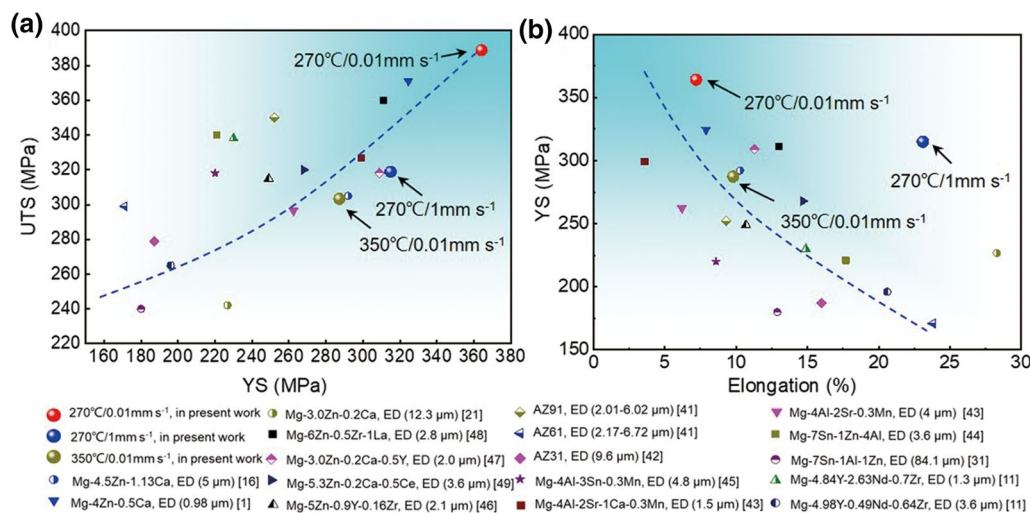 (a)
400
380
360
340
320
300
280
260
240
220
UTS (MPa)
270℃/0.01mm s⁻¹
270℃/1mm s⁻¹
350℃/0.01mm s⁻¹
160 180 200 220 240 260 280 300 320 340 360 380
YS (MPa)
(b)
400
350
300
250
200
150
YS (MPa)
270℃/0.01mm s⁻¹
270℃/1mm s⁻¹
350℃/0.01mm s⁻¹
0 5 10 15 20 25 30
Elongation (%)
270℃/0.01mm s⁻¹, in present work
270℃/1mm s⁻¹, in present work
350℃/0.01mm s⁻¹, in present work
Mg-4.5Zn-1.13Ca, ED (5 μm) [16]
Mg-4Zn-0.5Ca, ED (0.98 μm) [1]
Mg-3.0Zn-0.2Ca, ED (12.3 μm) [21]
Mg-6Zn-0.5Zr-1La, ED (2.8 μm) [48]
Mg-3.0Zn-0.2Ca-0.5Y, ED (2.0 μm) [47]
Mg-5.3Zn-0.2Ca-0.5Ce, ED (3.6 μm) [49]
Mg-5Zn-0.9Y-0.16Zr, ED (2.1 μm) [46]
AZ91, ED (2.01-6.02 μm) [41]
AZ61, ED (2.17-6.72 μm) [41]
AZ31, ED (9.6 μm) [42]
Mg-4Al-3Sn-0.3Mn, ED (4.8 μm) [45]
Mg-4Al-2Sr-1Ca-0.3Mn, ED (1.5 μm) [43]
Mg-4Al-2Sr-0.3Mn, ED (4 μm) [43]
Mg-7Sn-1Zn-4Al, ED (3.6 μm) [44]
Mg-7Sn-1Al-1Zn, ED (84.1 μm) [31]
Mg-4.84Y-2.63Nd-0.7Zr, ED (1.3 μm) [11]
Mg-4.98Y-0.49Nd-0.64Zr, ED (3.6 μm) [11]